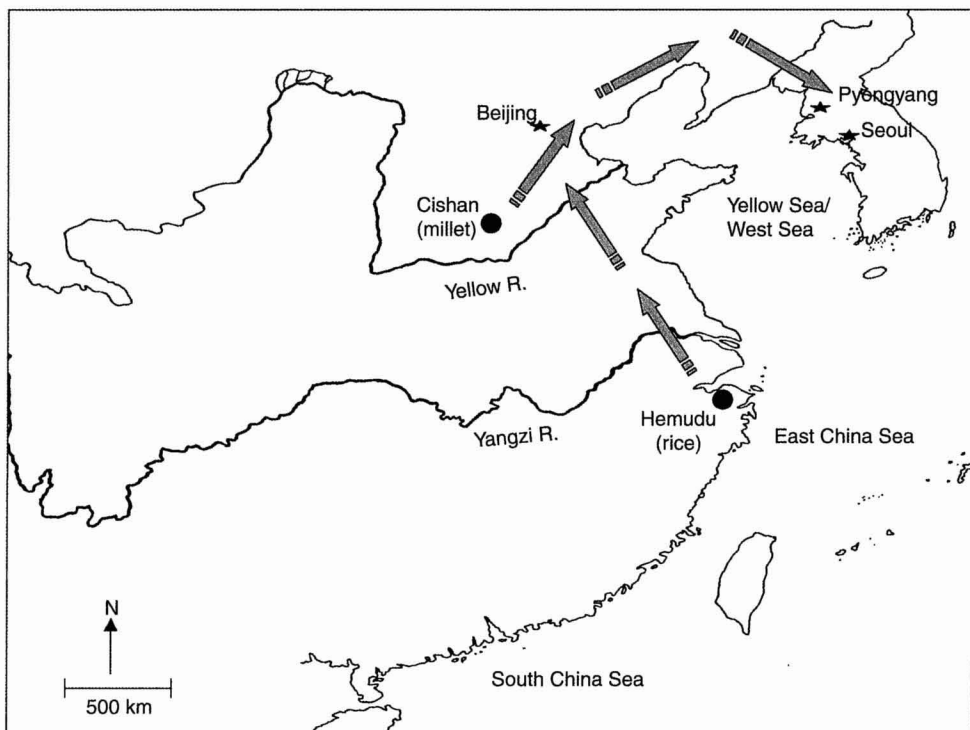 Beijing
Pyongyang
Seoul
Cishan
(millet)
Yellow Sea/
West Sea
Yellow R.
Hemudu
(rice)
Yangzi R.
East China Sea
N
500 km
South China Sea